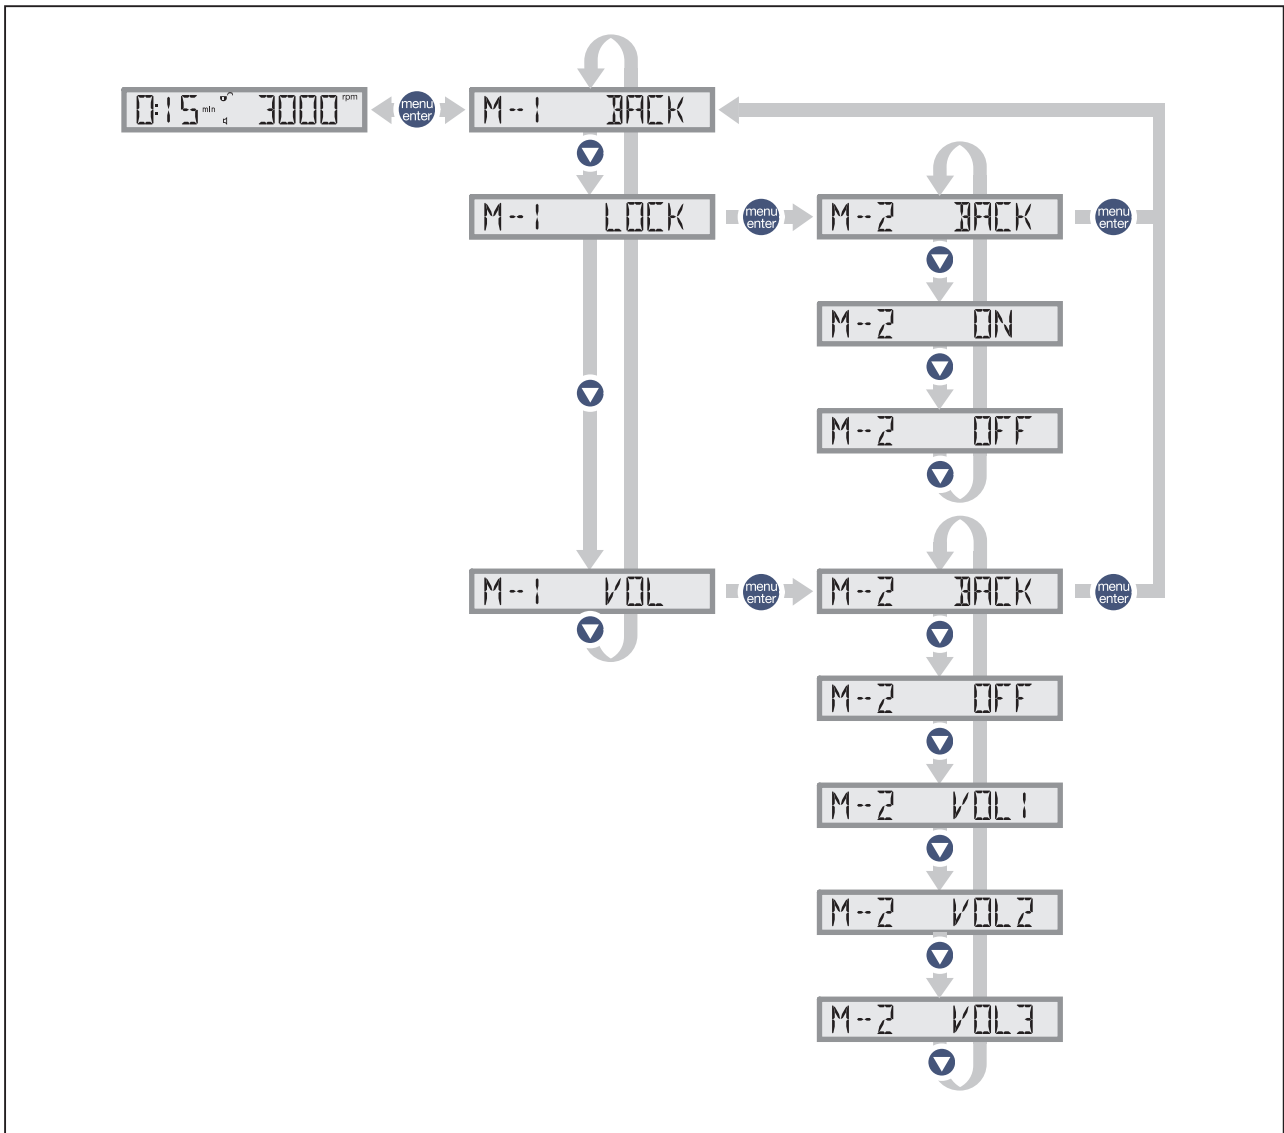 0:15 min 3000 rpm
menu enter
M--1 BACK
M--1 LOCK
menu enter
M--2 BACK
menu enter
M--2 ON
M--2 OFF
M--1 VOL
menu enter
M--2 BACK
menu enter
M--2 OFF
M--2 VOL1
M--2 VOL2
M--2 VOL3